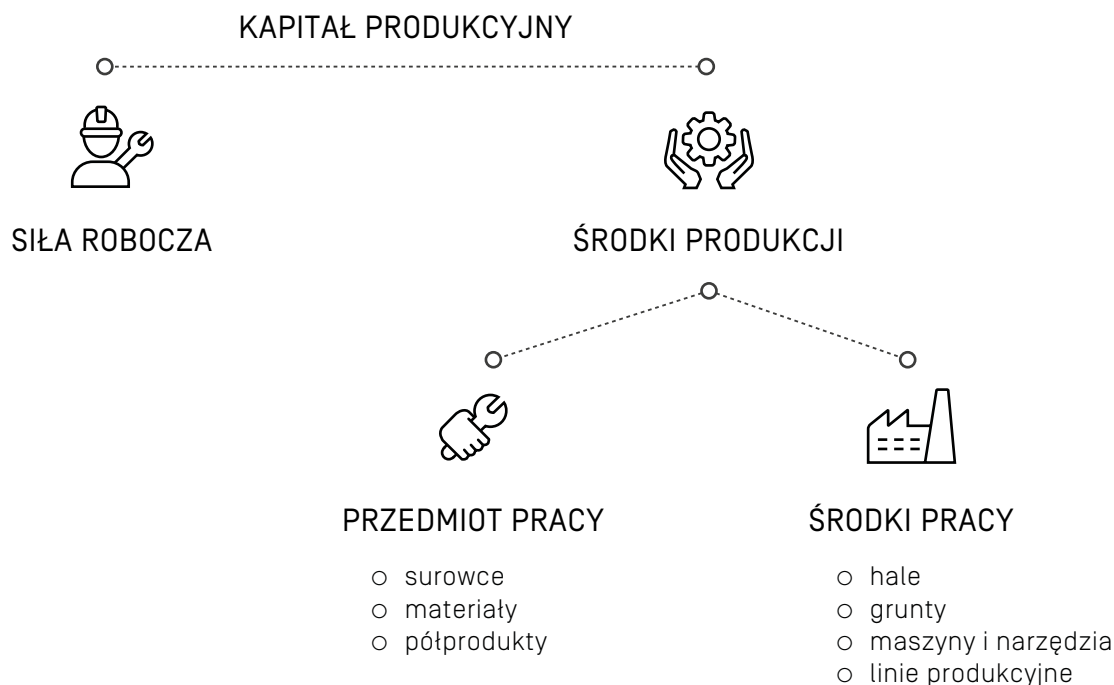 KAPITAŁ PRODUKCYJNY
SIŁA ROBOCZA
ŚRODKI PRODUKCJI
PRZEDMIOT PRACY
○ surowce
○ materiały
○ półprodukty
ŚRODKI PRACY
○ hale
○ grunty
○ maszyny i narzędzia
○ linie produkcyjne